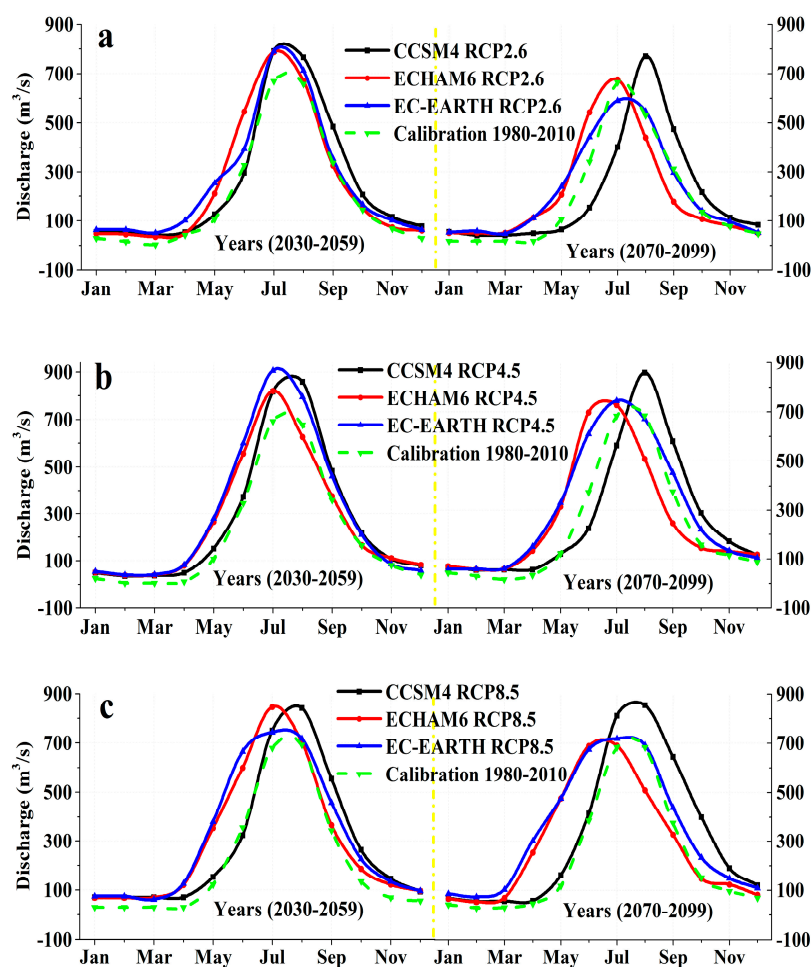 a
CCSM4 RCP2.6
ECHAM6 RCP2.6
EC-EARTH RCP2.6
Calibration 1980-2010
Discharge (m³/s)
900
700
500
300
100
-100
900
700
500
300
100
-100
Years (2030-2059)
Years (2070-2099)
Jan Mar May Jul Sep Nov Jan Mar May Jul Sep Nov
b
CCSM4 RCP4.5
ECHAM6 RCP4.5
EC-EARTH RCP4.5
Calibration 1980-2010
Discharge (m³/s)
900
700
500
300
100
-100
900
700
500
300
100
-100
Years (2030-2059)
Years (2070-2099)
Jan Mar May Jul Sep Nov Jan Mar May Jul Sep Nov
c
CCSM4 RCP8.5
ECHAM6 RCP8.5
EC-EARTH RCP8.5
Calibration 1980-2010
Discharge (m³/s)
900
700
500
300
100
-100
900
700
500
300
100
-100
Years (2030-2059)
Years (2070-2099)
Jan Mar May Jul Sep Nov Jan Mar May Jul Sep Nov